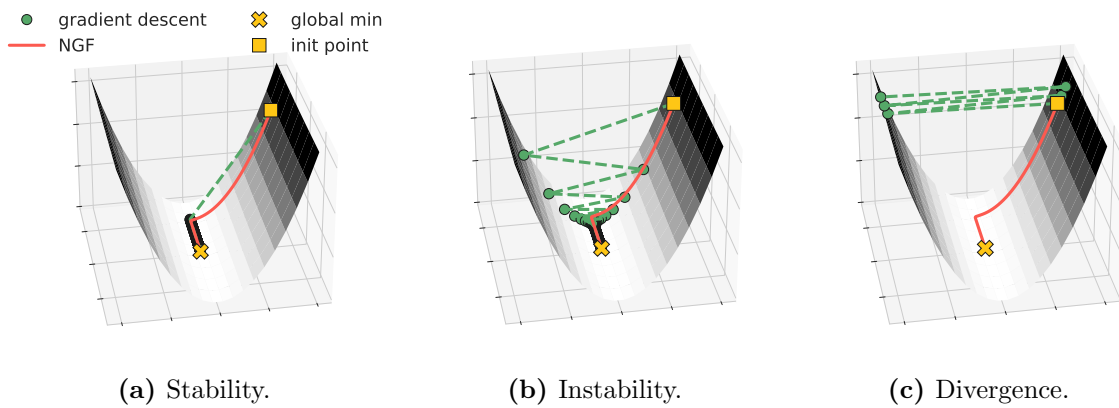 gradient descent
NGF
global min
init point
(a) Stability.
(b) Instability.
(c) Divergence.